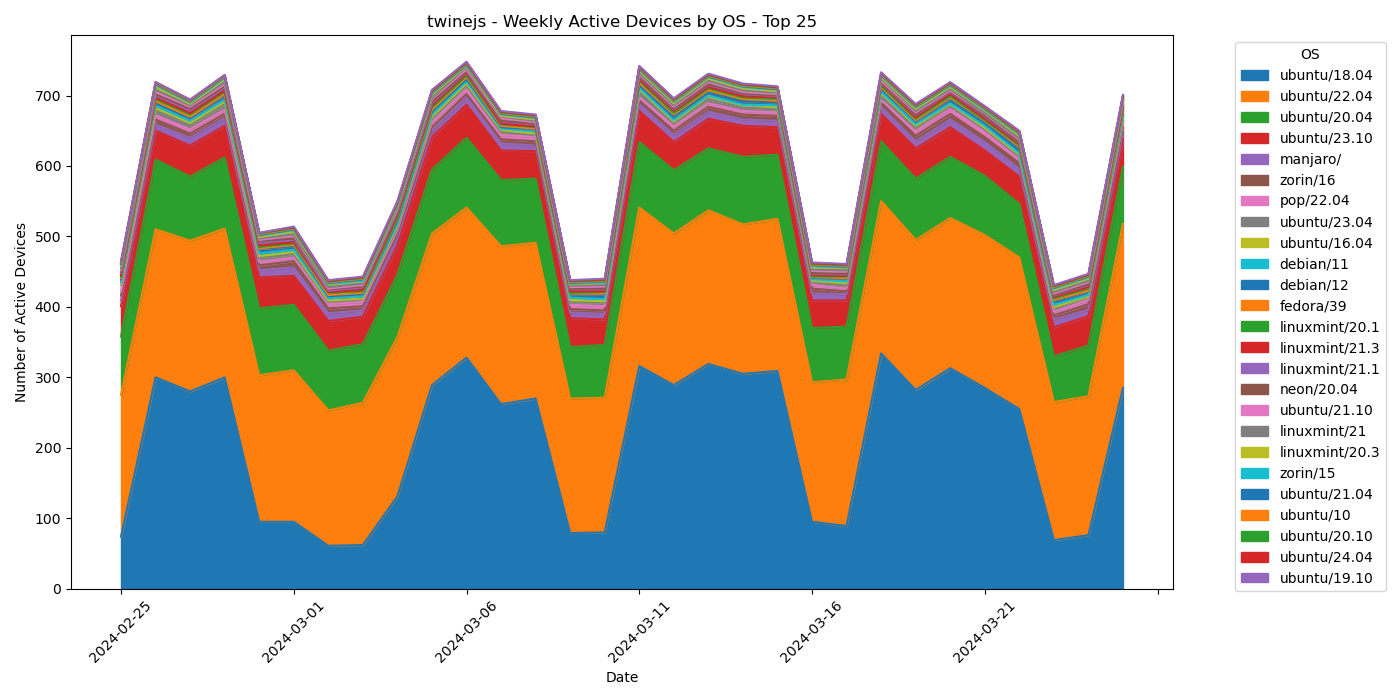 twinejs - Weekly Active Devices by OS - Top 25
Number of Active Devices
700
600
500
400
300
200
100
0
2024-02-25
2024-03-01
2024-03-06
2024-03-11
2024-03-16
2024-03-21
Date
OS
ubuntu/18.04
ubuntu/22.04
ubuntu/20.04
ubuntu/23.10
manjaro/
zorin/16
pop/22.04
ubuntu/23.04
ubuntu/16.04
debian/11
debian/12
fedora/39
linuxmint/20.1
linuxmint/21.3
linuxmint/21.1
neon/20.04
ubuntu/21.10
linuxmint/21
linuxmint/20.3
zorin/15
ubuntu/21.04
ubuntu/10
ubuntu/20.10
ubuntu/24.04
ubuntu/19.10